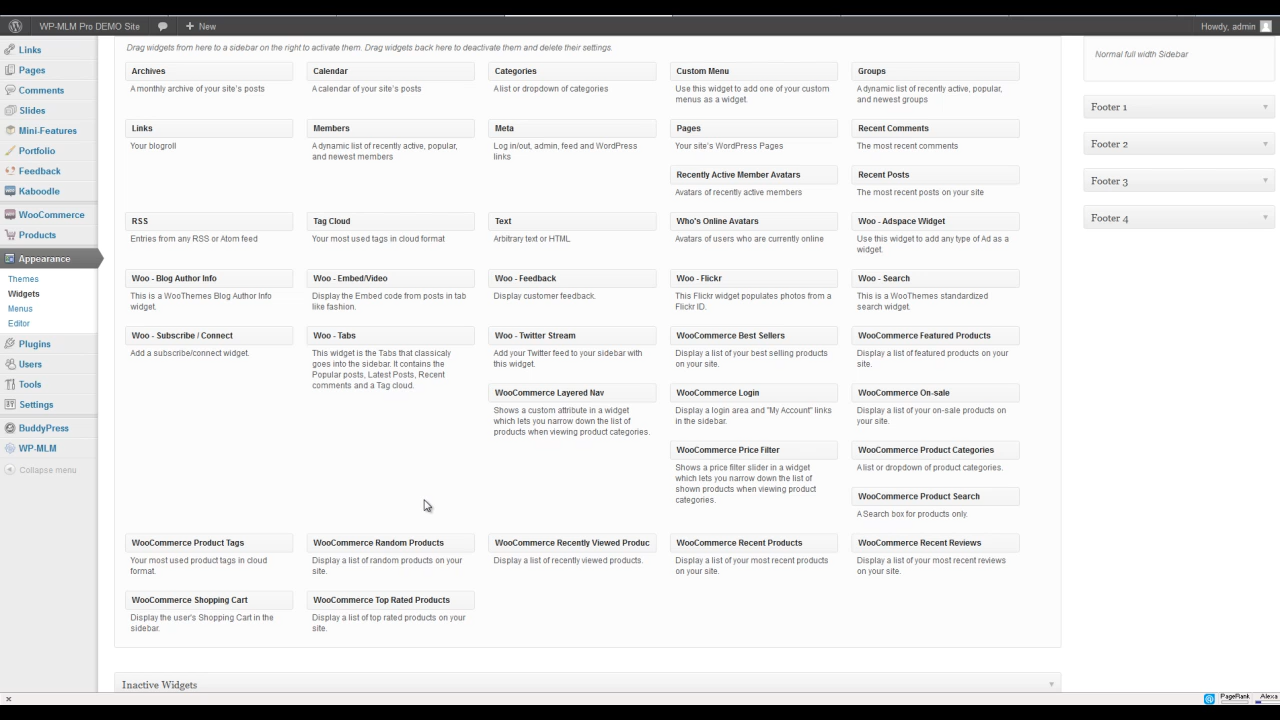 WP-MLM Pro DEMO Site
New
Howdy, admin
Links
Pages
Comments
Slides
Mini-Features
Portfolio
Feedback
Kaboodle
WooCommerce
Products
Appearance
Themes
Widgets
Menus
Editor
Plugins
Users
Tools
Settings
BuddyPress
WP-MLM
Collapse menu
Drag widgets from here to a sidebar on the right to activate them. Drag widgets back here to deactivate them and delete their settings.
Archives
A monthly archive of your site's posts
Calendar
A calendar of your site's posts
Categories
A list or dropdown of categories
Custom Menu
Use this widget to add one of your custom
menus as a widget.
Groups
A dynamic list of recently active, popular,
and newest groups
Links
Your blogroll
Members
A dynamic list of recently active, popular,
and newest members
Meta
Log in/out, admin, feed and WordPress
links
Pages
Your site's WordPress Pages
Recent Comments
The most recent comments
Recently Active Member Avatars
Avatars of recently active members
Recent Posts
The most recent posts on your site
RSS
Entries from any RSS or Atom feed
Tag Cloud
Your most used tags in cloud format
Text
Arbitrary text or HTML
Who's Online Avatars
Avatars of users who are currently online
Woo - Adspace Widget
Use this widget to add any type of Ad as a
widget.
Woo - Blog Author Info
This is a WooThemes Blog Author Info
widget.
Woo - Embed/Video
Display the Embed code from posts in tab
like fashion.
Woo - Feedback
Display customer feedback.
Woo - Flickr
This Flickr widget populates photos from a
Flickr ID.
Woo - Search
This is a WooThemes standardized
search widget.
Woo - Subscribe / Connect
Add a subscribe/connect widget.
Woo - Tabs
This widget is the Tabs that classicaly
goes into the sidebar. It contains the
Popular posts, Latest Posts, Recent
comments and a Tag cloud.
Woo - Twitter Stream
Add your Twitter feed to your sidebar with
this widget.
WooCommerce Best Sellers
Display a list of your best selling products
on your site.
WooCommerce Featured Products
Display a list of featured products on your
site.
WooCommerce Layered Nav
Shows a custom attribute in a widget
which lets you narrow down the list of
products when viewing product categories.
WooCommerce Login
Display a login area and "My Account" links
in the sidebar.
WooCommerce On-sale
Display a list of your on-sale products on
your site.
WooCommerce Price Filter
Shows a price filter slider in a widget
which lets you narrow down the list of
shown products when viewing product
categories.
WooCommerce Product Categories
A list or dropdown of product categories.
WooCommerce Product Search
A Search box for products only.
WooCommerce Product Tags
Your most used product tags in cloud
format.
WooCommerce Random Products
Display a list of random products on your
site.
WooCommerce Recently Viewed Produc
Display a list of recently viewed products.
WooCommerce Recent Products
Display a list of your most recent products
on your site.
WooCommerce Recent Reviews
Display a list of your most recent reviews
on your site.
WooCommerce Shopping Cart
Display the user's Shopping Cart in the
sidebar.
WooCommerce Top Rated Products
Display a list of top rated products on your
site.
Inactive Widgets
Normal full width Sidebar
Footer 1
Footer 2
Footer 3
Footer 4
PageRank
Alexa